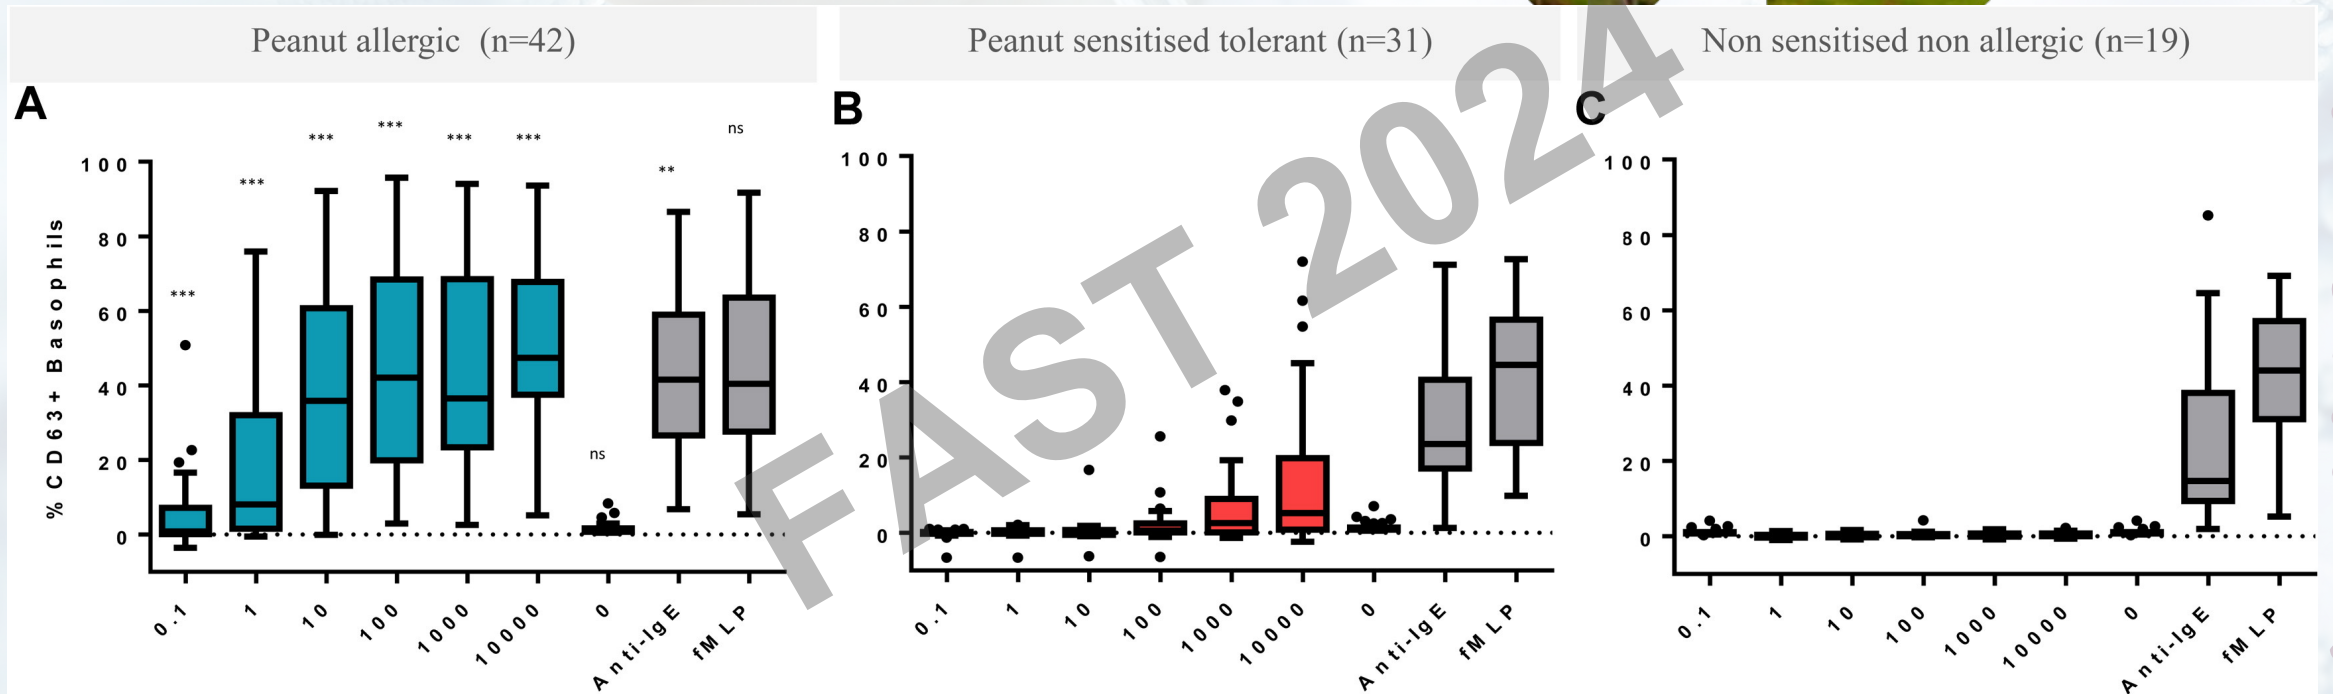 Peanut allergic (n=42)
Peanut sensitised tolerant (n=31)
Non sensitised non allergic (n=19)
A
B
C
% CD63+ Basophils
100
80
60
40
20
0
***
***
***
***
***
***
ns
**
ns
0.1
1
10
100
1000
10000
0
Anti-IgE
fMLP
100
80
60
40
20
0
0.1
1
10
100
1000
10000
0
Anti-IgE
fMLP
100
80
60
40
20
0
0.1
1
10
100
1000
10000
0
Anti-IgE
fMLP
FAST 2024